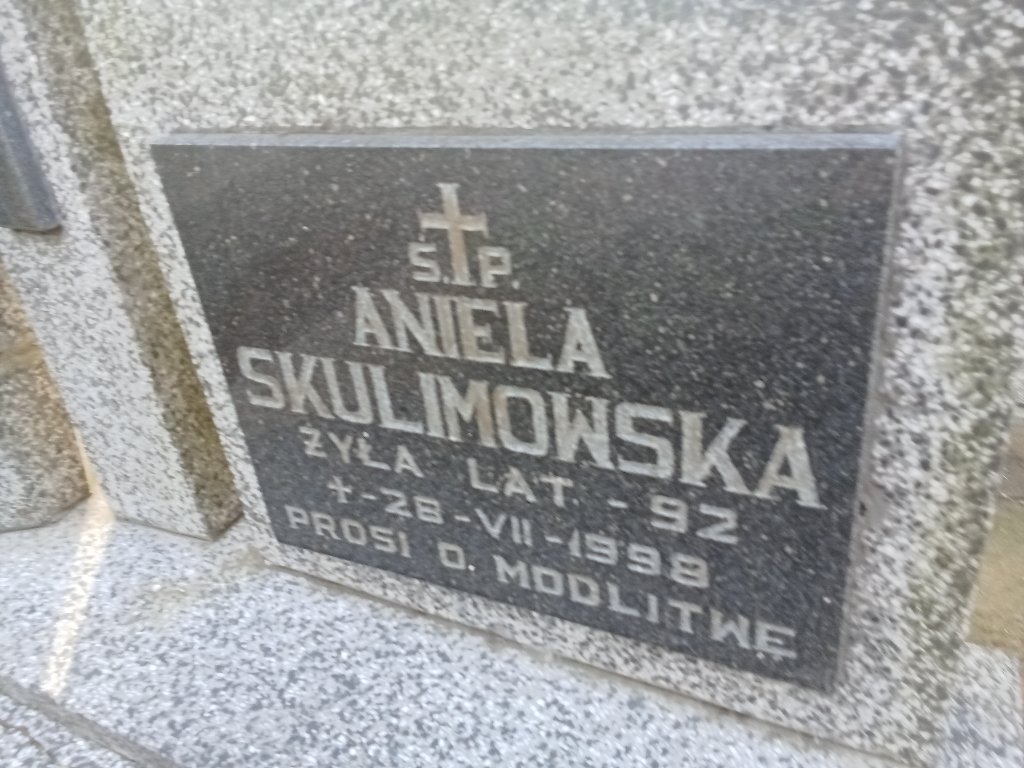 Ś.P.
ANIELA
SKULIMOWSKA
ŻYŁA LAT - 92
+ - 28 - VII - 1998
PROSI O. MODLITWĘ